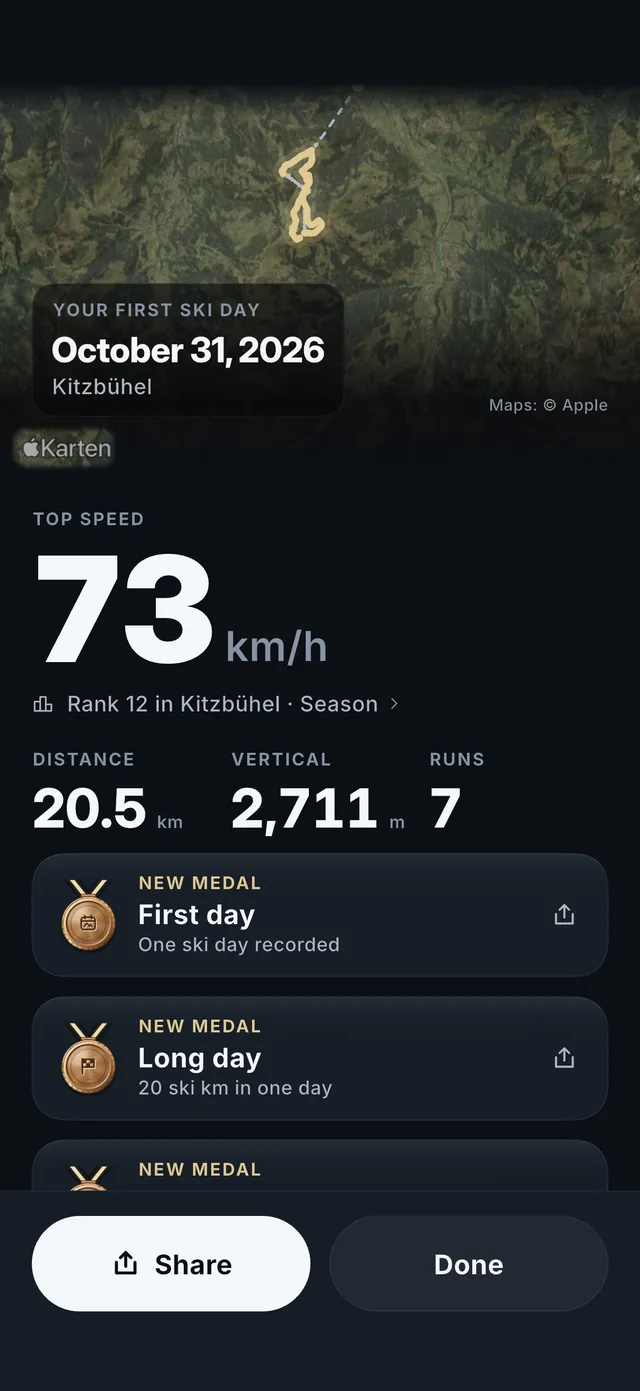 YOUR FIRST SKI DAY
October 31, 2026
Kitzbühel
Maps: © Apple
Karten
TOP SPEED
73 km/h
Rank 12 in Kitzbühel · Season
DISTANCE VERTICAL RUNS
20.5 km 2,711 m 7
NEW MEDAL
First day
One ski day recorded
NEW MEDAL
Long day
20 ski km in one day
NEW MEDAL
Share Done